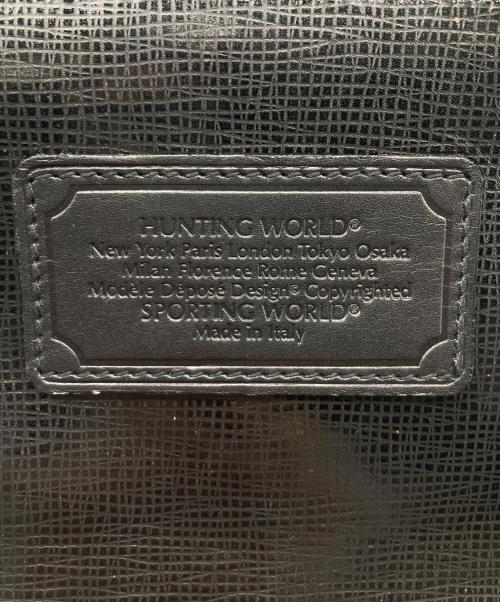 HUNTING WORLD®
New York Paris London Tokyo Osaka
Milan Florence Rome Geneva
Modèle Déposé Design© Copyrighted
SPORTING WORLD®
Made in Italy